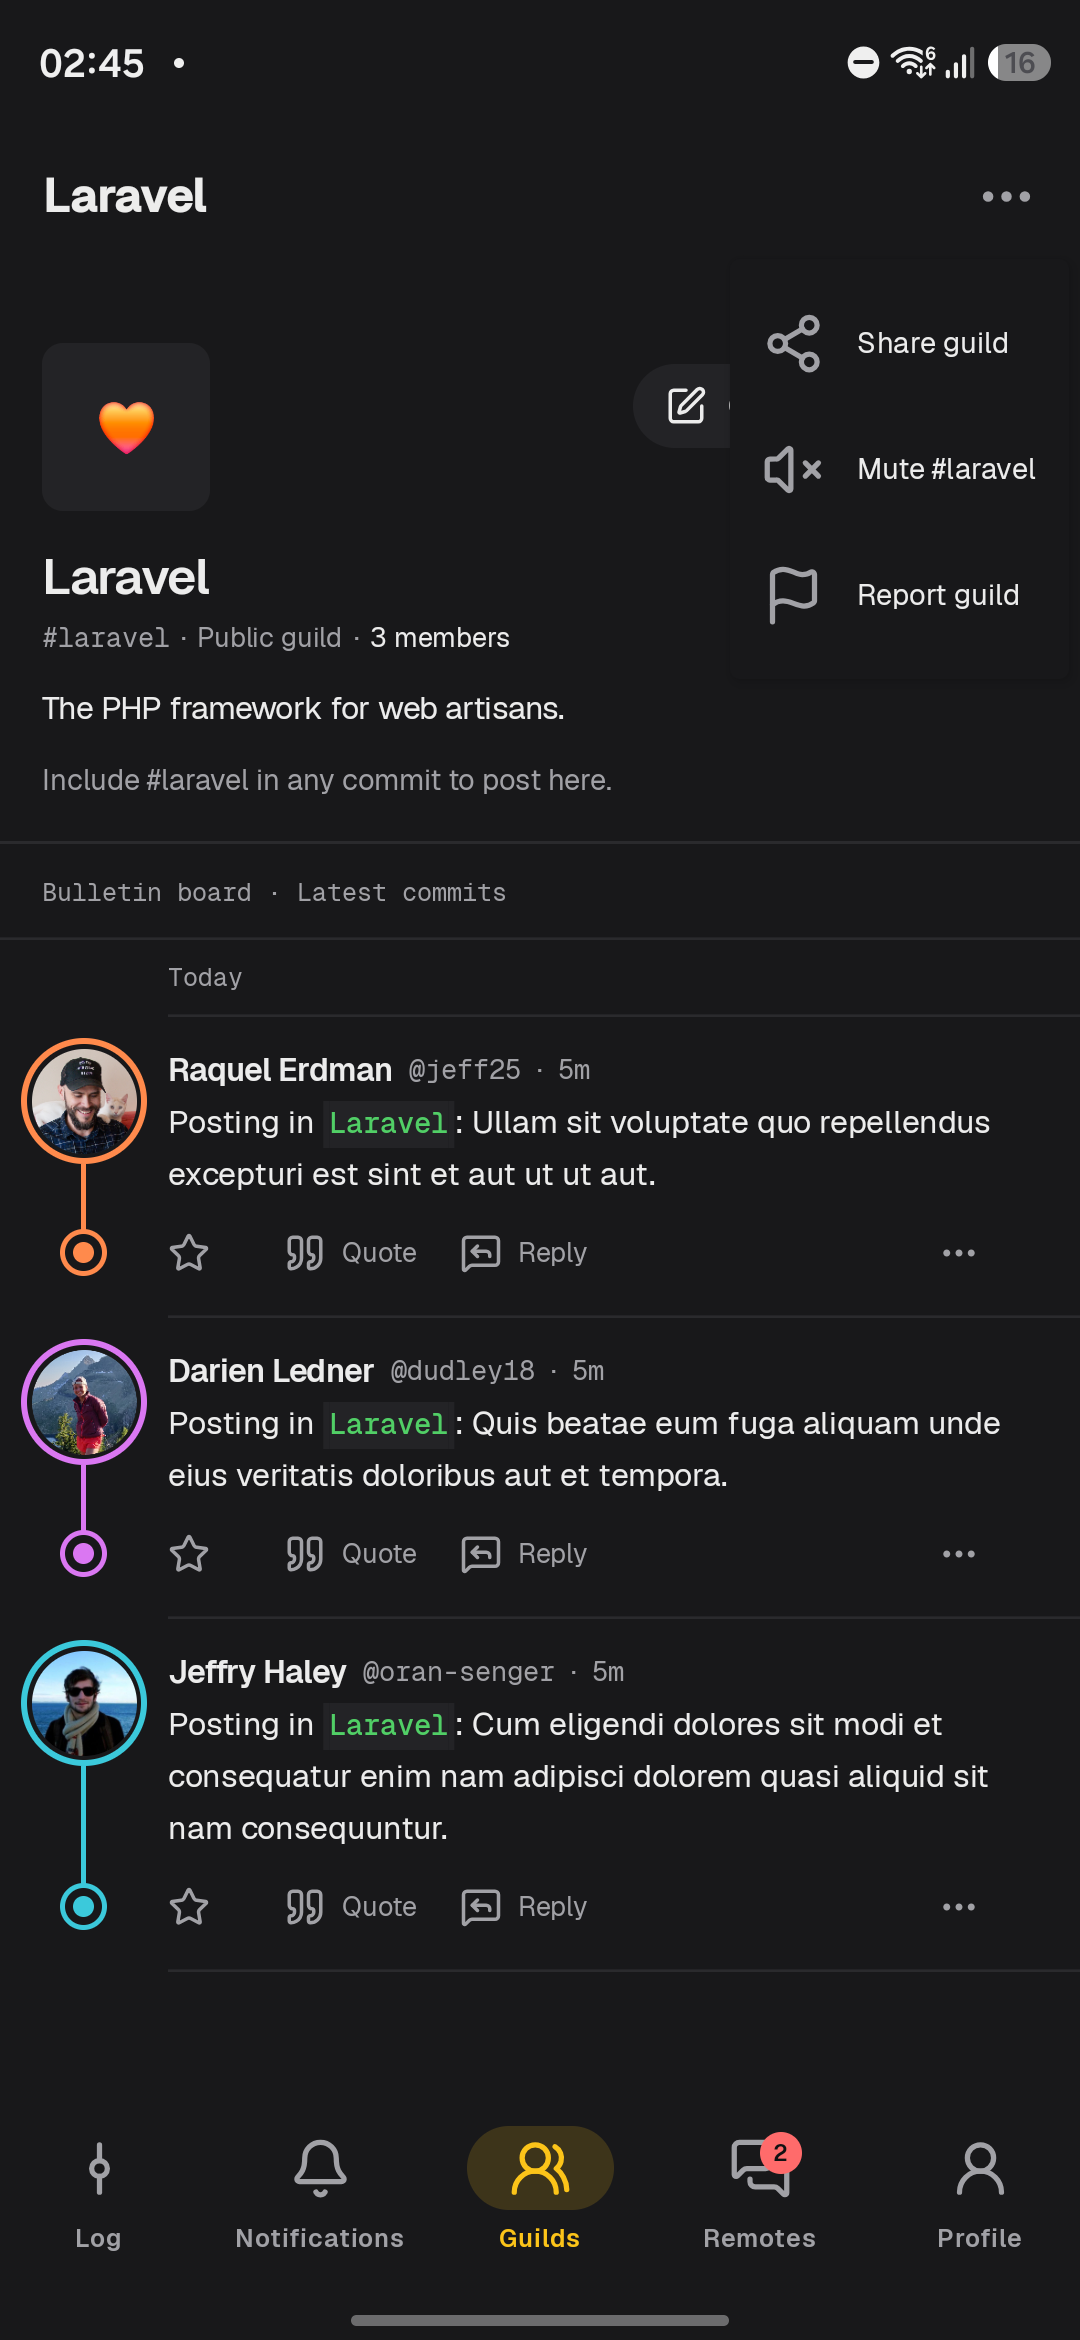 02:45
6
16
Laravel
Share guild
Mute #laravel
Report guild
Laravel
#laravel · Public guild · 3 members
The PHP framework for web artisans.
Include #laravel in any commit to post here.
Bulletin board · Latest commits
Today
Raquel Erdman @jeff25 · 5m
Posting in Laravel: Ullam sit voluptate quo repellendus
excepturi est sint et aut ut ut aut.
Quote Reply
Darien Ledner @dudley18 · 5m
Posting in Laravel: Quis beatae eum fuga aliquam unde
eius veritatis doloribus aut et tempora.
Quote Reply
Jeffry Haley @oran-senger · 5m
Posting in Laravel: Cum eligendi dolores sit modi et
consequatur enim nam adipisci dolorem quasi aliquid sit
nam consequuntur.
Quote Reply
2
Log Notifications Guilds Remotes Profile